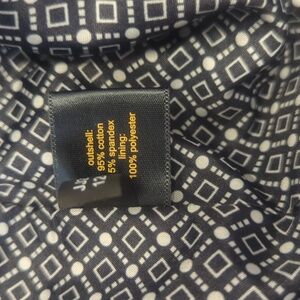 outshell:
95% cotton
5% spandex
lining:
100% polyester